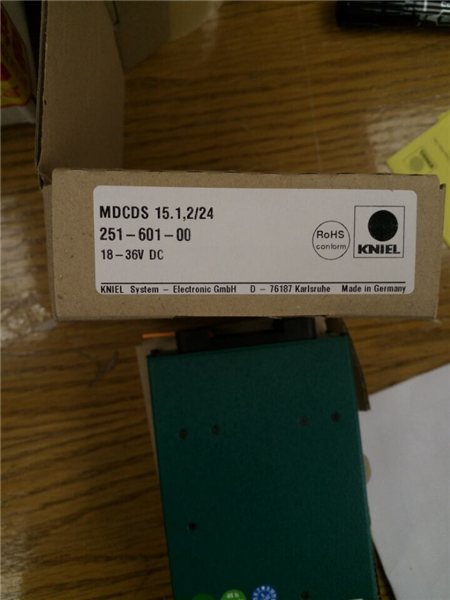 MDCDS 15.1,2/24
251-601-00
18-36V DC
RoHS
conform
KNIEL
KNIEL System - Electronic GmbH D - 76187 Karlsruhe Made in Germany